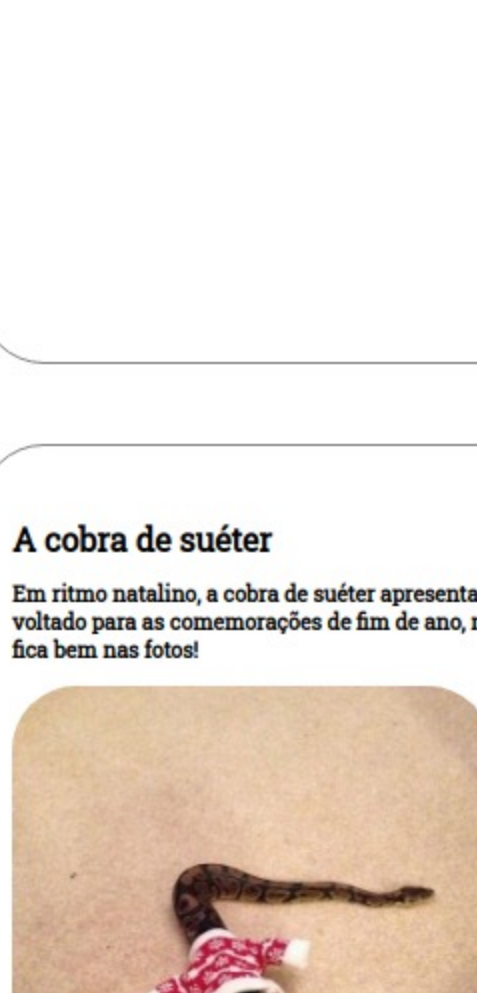 A cobra de suéter
Em ritmo natalino, a cobra de suéter apresenta
voltado para as comemorações de fim de ano,
fica bem nas fotos!